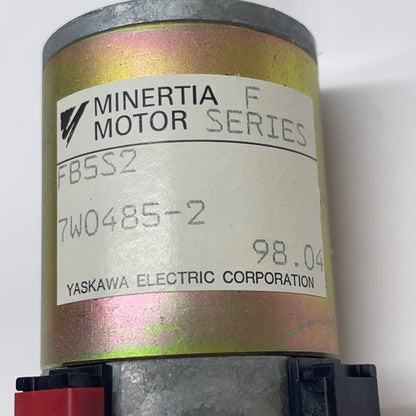 MINERTIA F
MOTOR SERIES
FB5S2
7W0485-2
98.04
YASKAWA ELECTRIC CORPORATION